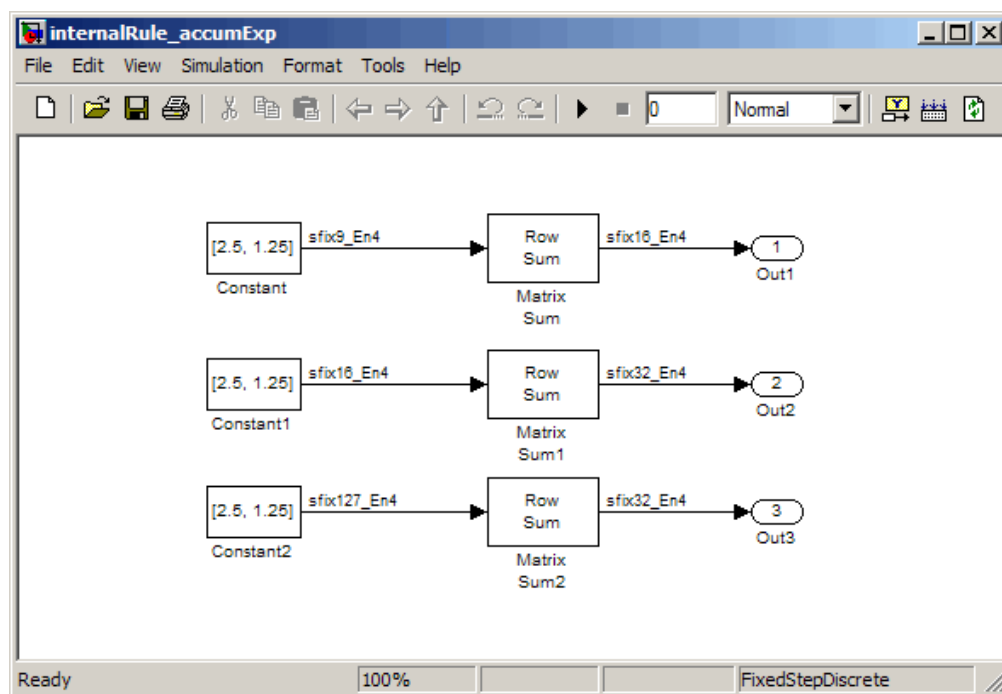 internalRule_accumExp
File Edit View Simulation Format Tools Help
0 Normal
[2.5, 1.25]
sfix9_En4
Row
Sum
sfix16_En4
1
Constant
Matrix
Sum
Out1
[2.5, 1.25]
sfix16_En4
Row
Sum
sfix32_En4
2
Constant1
Matrix
Sum1
Out2
[2.5, 1.25]
sfix127_En4
Row
Sum
sfix32_En4
3
Constant2
Matrix
Sum2
Out3
Ready 100% FixedStepDiscrete